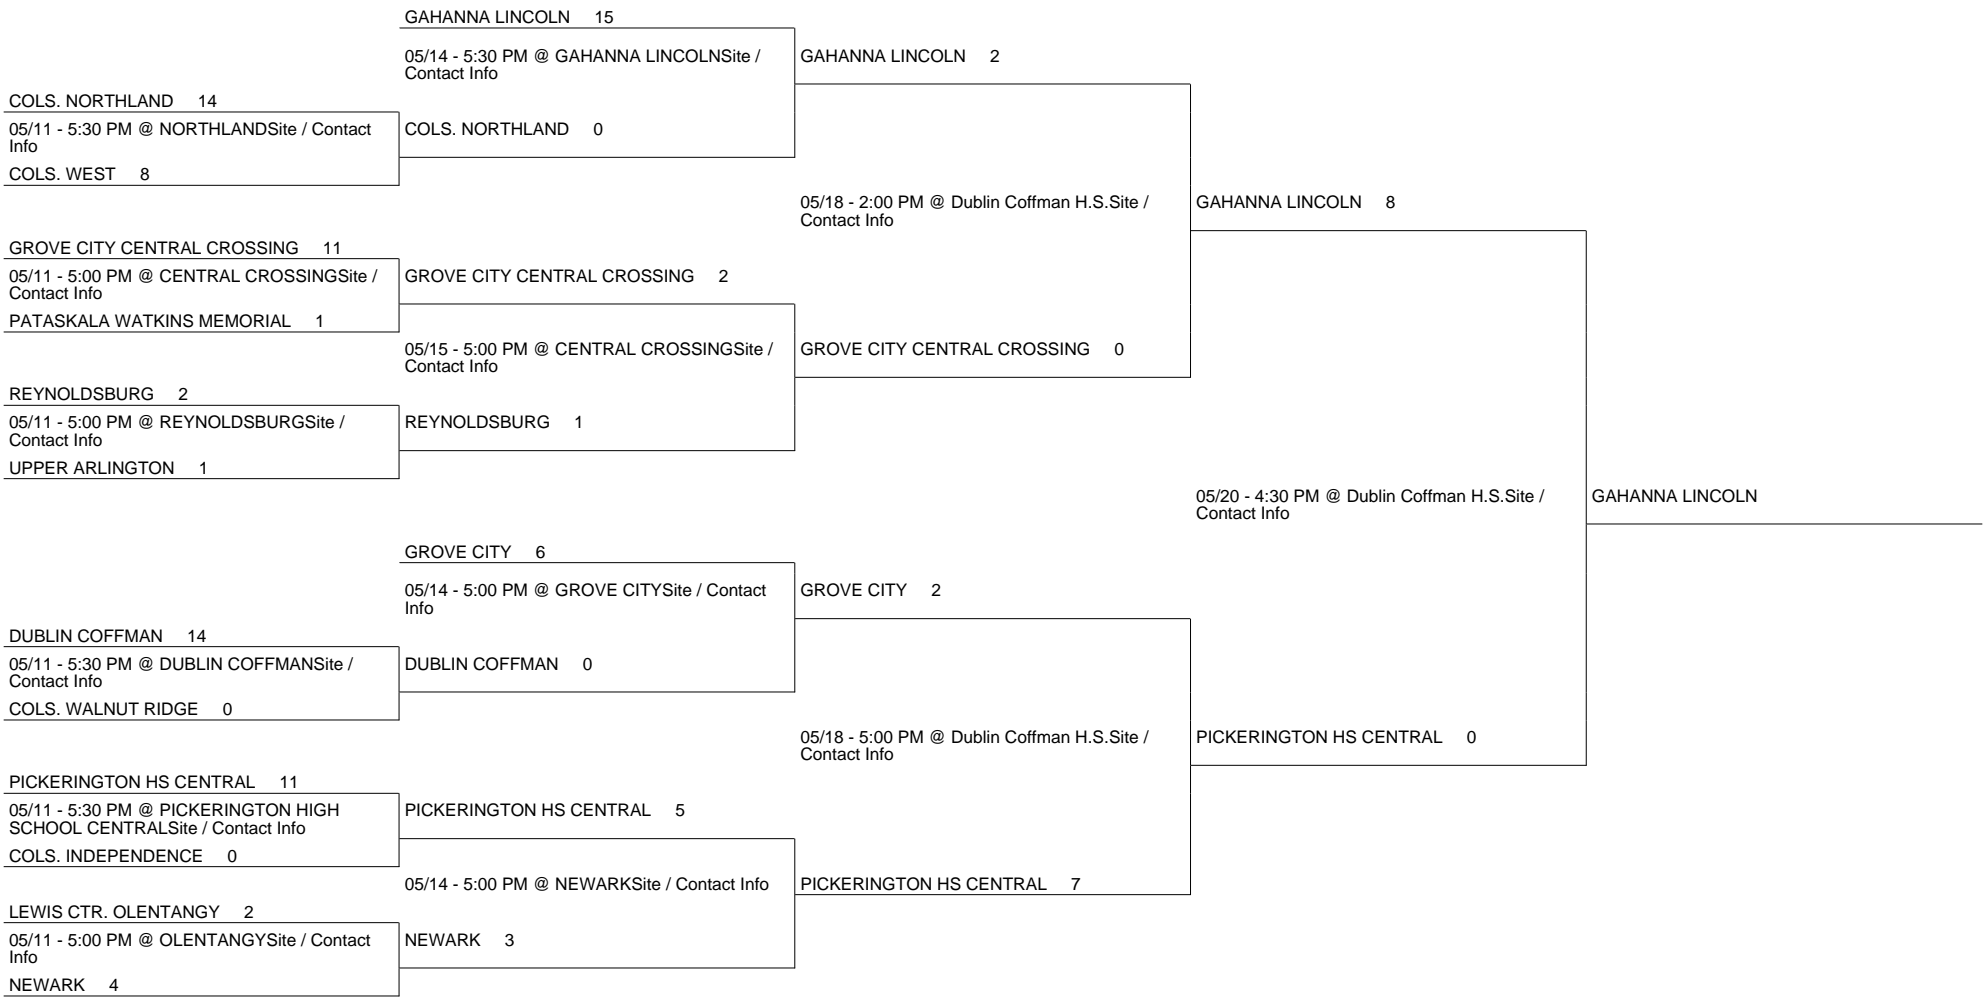 GAHANNA LINCOLN 15
05/14 - 5:30 PM @ GAHANNA LINCOLNSite /
Contact Info
GAHANNA LINCOLN 2
COLS. NORTHLAND 14
05/11 - 5:30 PM @ NORTHLANDSite / Contact
Info
COLS. NORTHLAND 0
COLS. WEST 8
05/18 - 2:00 PM @ Dublin Coffman H.S.Site /
Contact Info
GAHANNA LINCOLN 8
GROVE CITY CENTRAL CROSSING 11
05/11 - 5:00 PM @ CENTRAL CROSSINGSite /
Contact Info
GROVE CITY CENTRAL CROSSING 2
PATASKALA WATKINS MEMORIAL 1
05/15 - 5:00 PM @ CENTRAL CROSSINGSite /
Contact Info
GROVE CITY CENTRAL CROSSING 0
REYNOLDSBURG 2
05/11 - 5:00 PM @ REYNOLDSBURGSite /
Contact Info
REYNOLDSBURG 1
UPPER ARLINGTON 1
05/20 - 4:30 PM @ Dublin Coffman H.S.Site /
Contact Info
GAHANNA LINCOLN
GROVE CITY 6
05/14 - 5:00 PM @ GROVE CITYSite / Contact
Info
GROVE CITY 2
DUBLIN COFFMAN 14
05/11 - 5:30 PM @ DUBLIN COFFMANSite /
Contact Info
DUBLIN COFFMAN 0
COLS. WALNUT RIDGE 0
05/18 - 5:00 PM @ Dublin Coffman H.S.Site /
Contact Info
PICKERINGTON HS CENTRAL 0
PICKERINGTON HS CENTRAL 11
05/11 - 5:30 PM @ PICKERINGTON HIGH
SCHOOL CENTRALSite / Contact Info
PICKERINGTON HS CENTRAL 5
COLS. INDEPENDENCE 0
05/14 - 5:00 PM @ NEWARKSite / Contact Info
PICKERINGTON HS CENTRAL 7
LEWIS CTR. OLENTANGY 2
05/11 - 5:00 PM @ OLENTANGYSite / Contact
Info
NEWARK 3
NEWARK 4